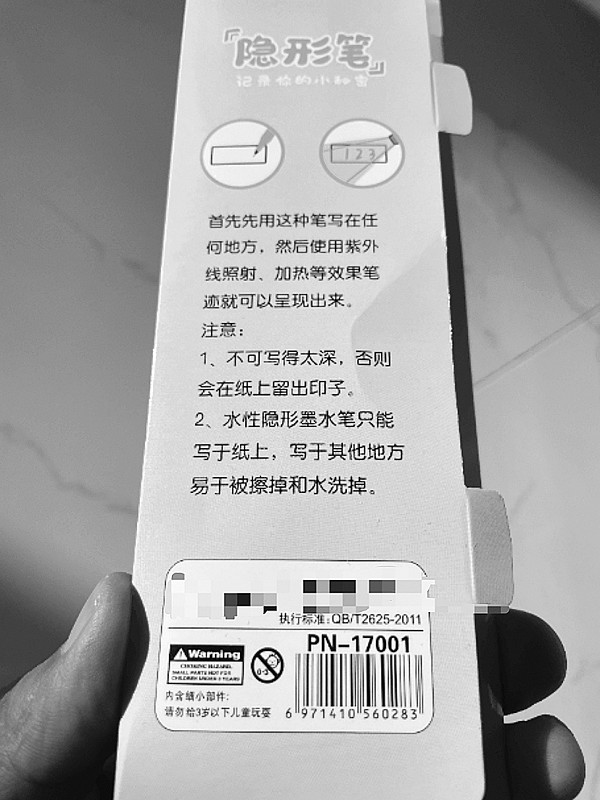 『隐形笔』
记录你的小秘密
123
首先先用这种笔写在任
何地方，然后使用紫外
线照射、加热等效果笔
迹就可以呈现出来。
注意：
1、不可写得太深，否则
会在纸上留出印子。
2、水性隐形墨水笔只能
写于纸上，写于其他地方
易于被擦掉和水洗掉。
执行标准:QB/T2625-2011
PN-17001
Warning
CHOKING HAZARD.
SMALL PARTS NOT FOR
CHILDREN UNDER 3 YEARS
0-3
内含细小部件:
请勿给3岁以下儿童玩耍
6 971410 560283